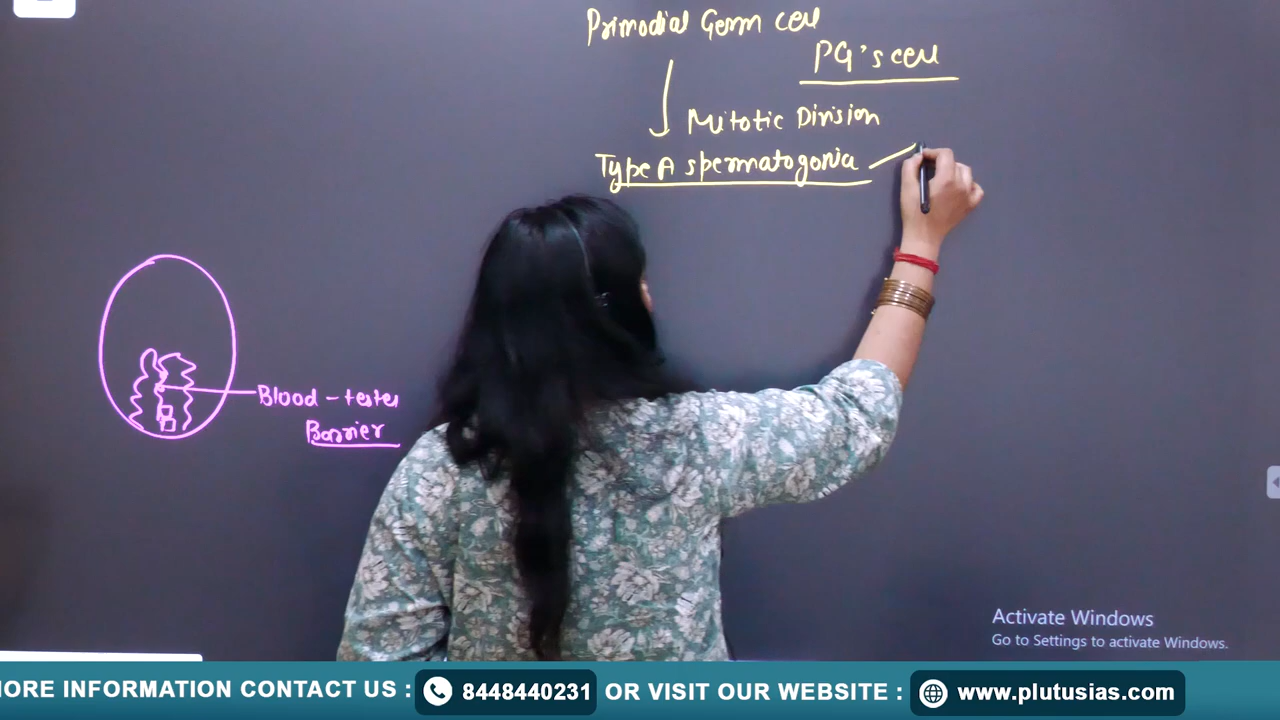 Primodial Germ cell
PG's cell
Mitotic Division
Type A spermatogonia
Blood-testes
Barrier
Activate Windows
Go to Settings to activate Windows.
MORE INFORMATION CONTACT US : 8448440231 OR VISIT OUR WEBSITE : www.plutusias.com